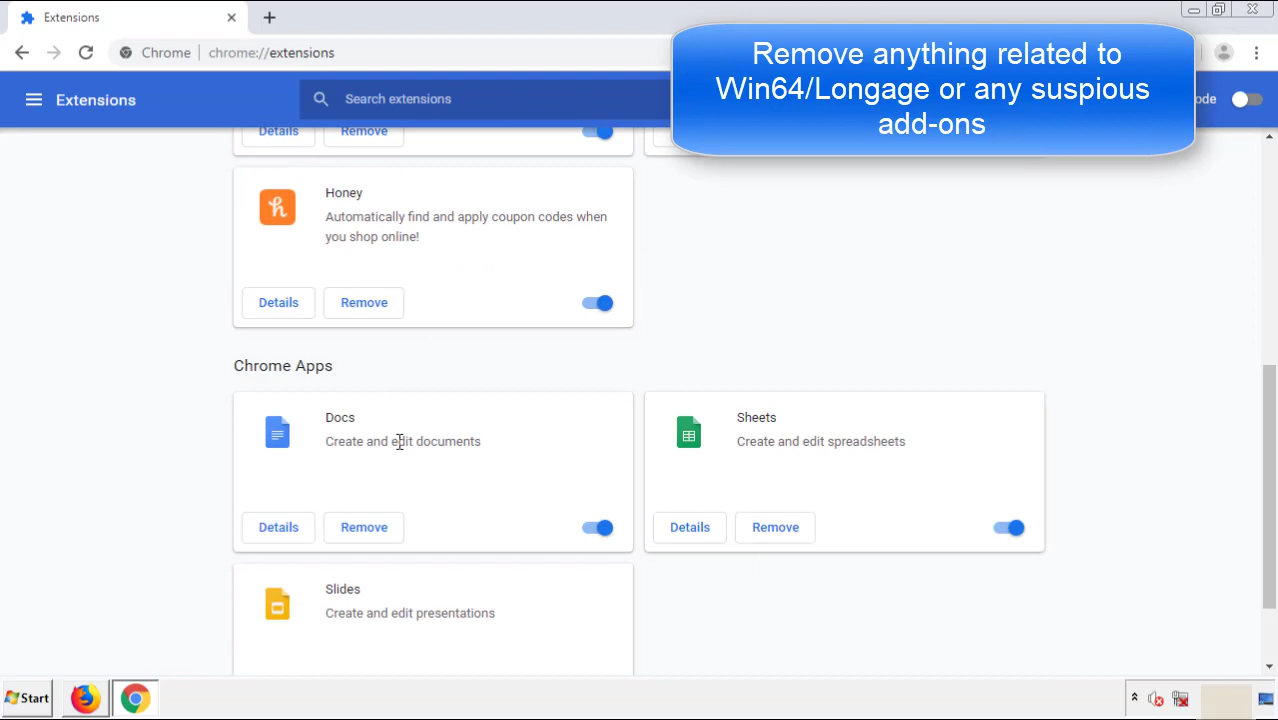 Extensions
Chrome chrome://extensions
Remove anything related to
Win64/Longage or any suspious
add-ons
Extensions
Search extensions
ode
Details Remove
Honey
Automatically find and apply coupon codes when
you shop online!
Details Remove
Chrome Apps
Docs
Create and edit documents
Details Remove
Sheets
Create and edit spreadsheets
Details Remove
Slides
Create and edit presentations
Start